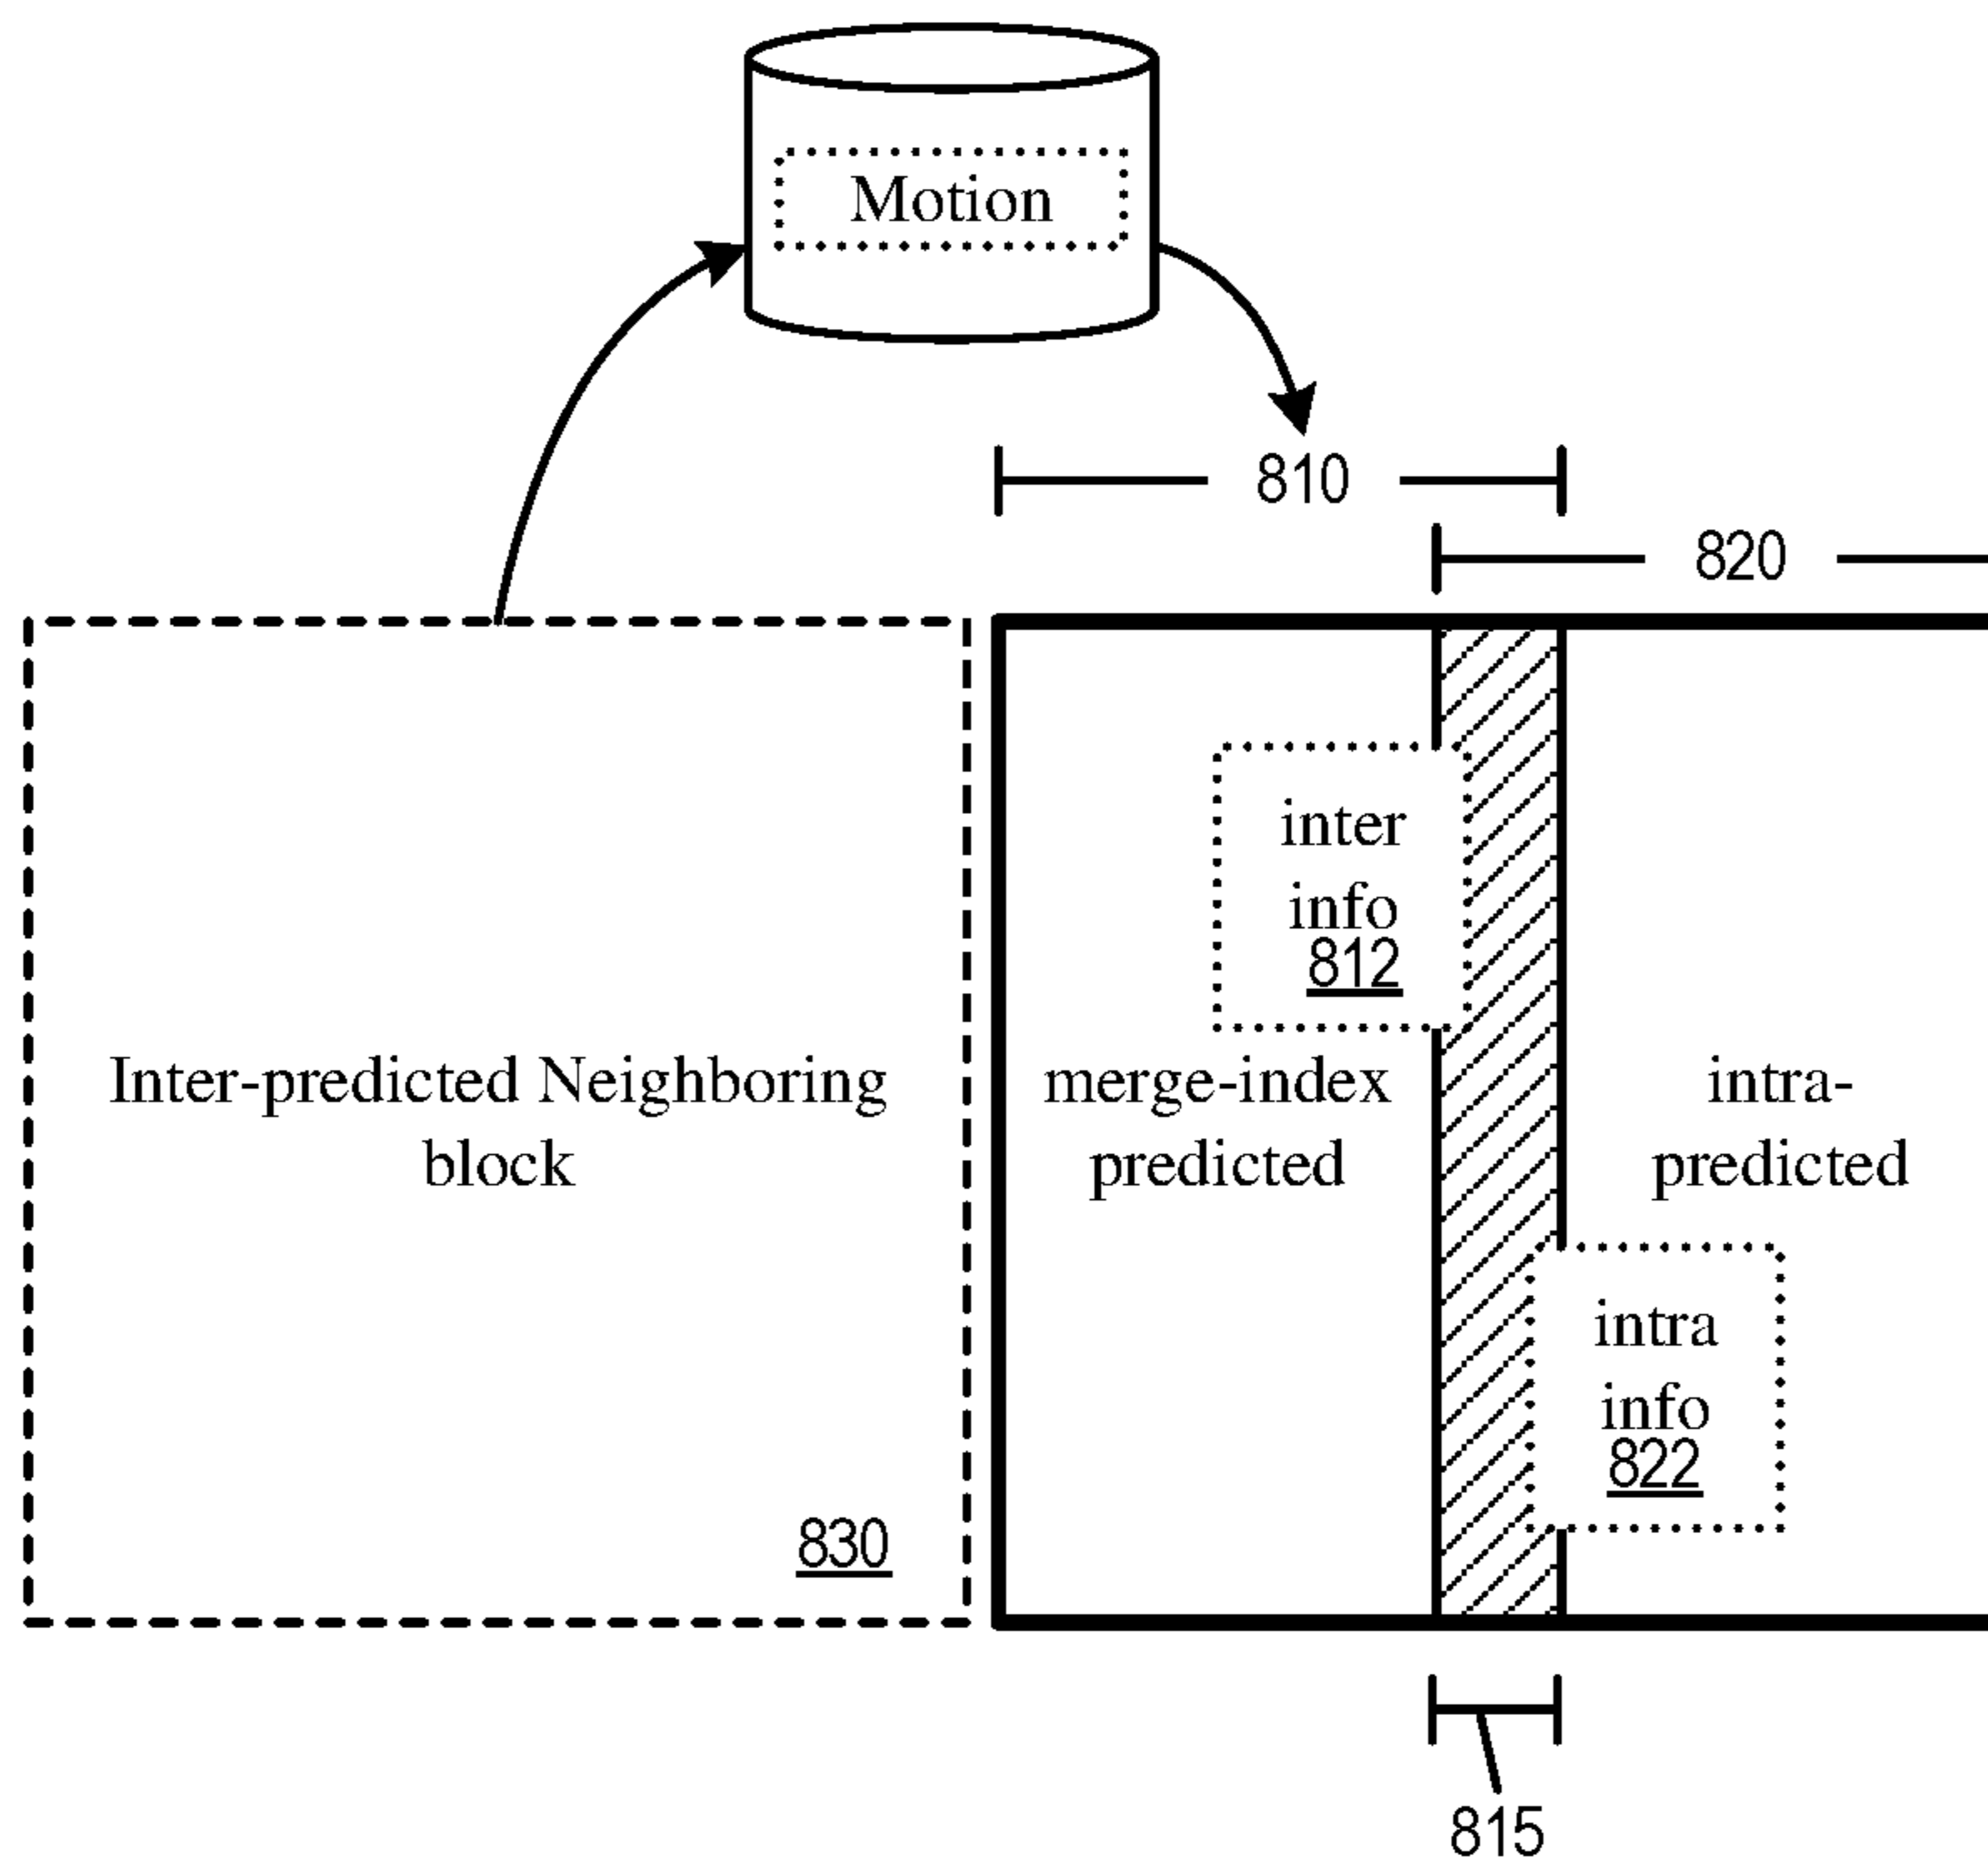 Motion
810
820
inter
info
812
Inter-predicted Neighboring
block
merge-index
predicted
intra-
predicted
intra
info
822
830
815